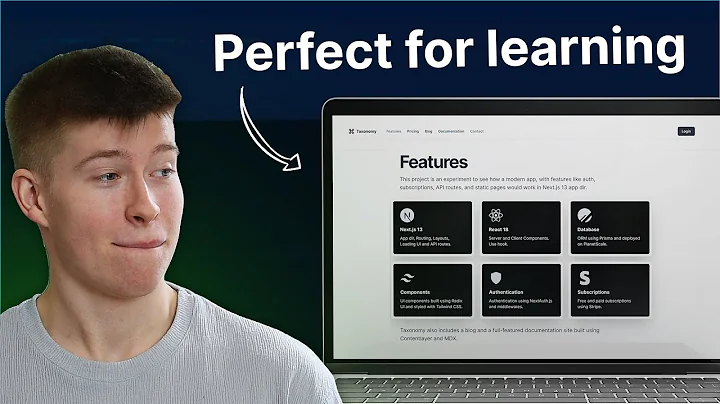 Perfect for learning
Taxonomy Features Pricing Blog Documentation Contact Login
Features
This project is an experiment to see how a modern app, with features like auth,
subscriptions, API routes, and static pages would work in Next.js 13 app dir.
N
Next.js 13
App dir, Routing, Layouts,
Loading UI and API routes.
React 18
Server and Client Components.
Use hook.
Database
ORM using Prisma and deployed
on PlanetScale.
Components
UI components built using Radix
UI and styled with Tailwind CSS.
Authentication
Authentication using NextAuth.js
and middlewares.
S
Subscriptions
Free and paid subscriptions
using Stripe.
Taxonomy also includes a blog and a full-featured documentation site built using
Contentlayer and MDX.